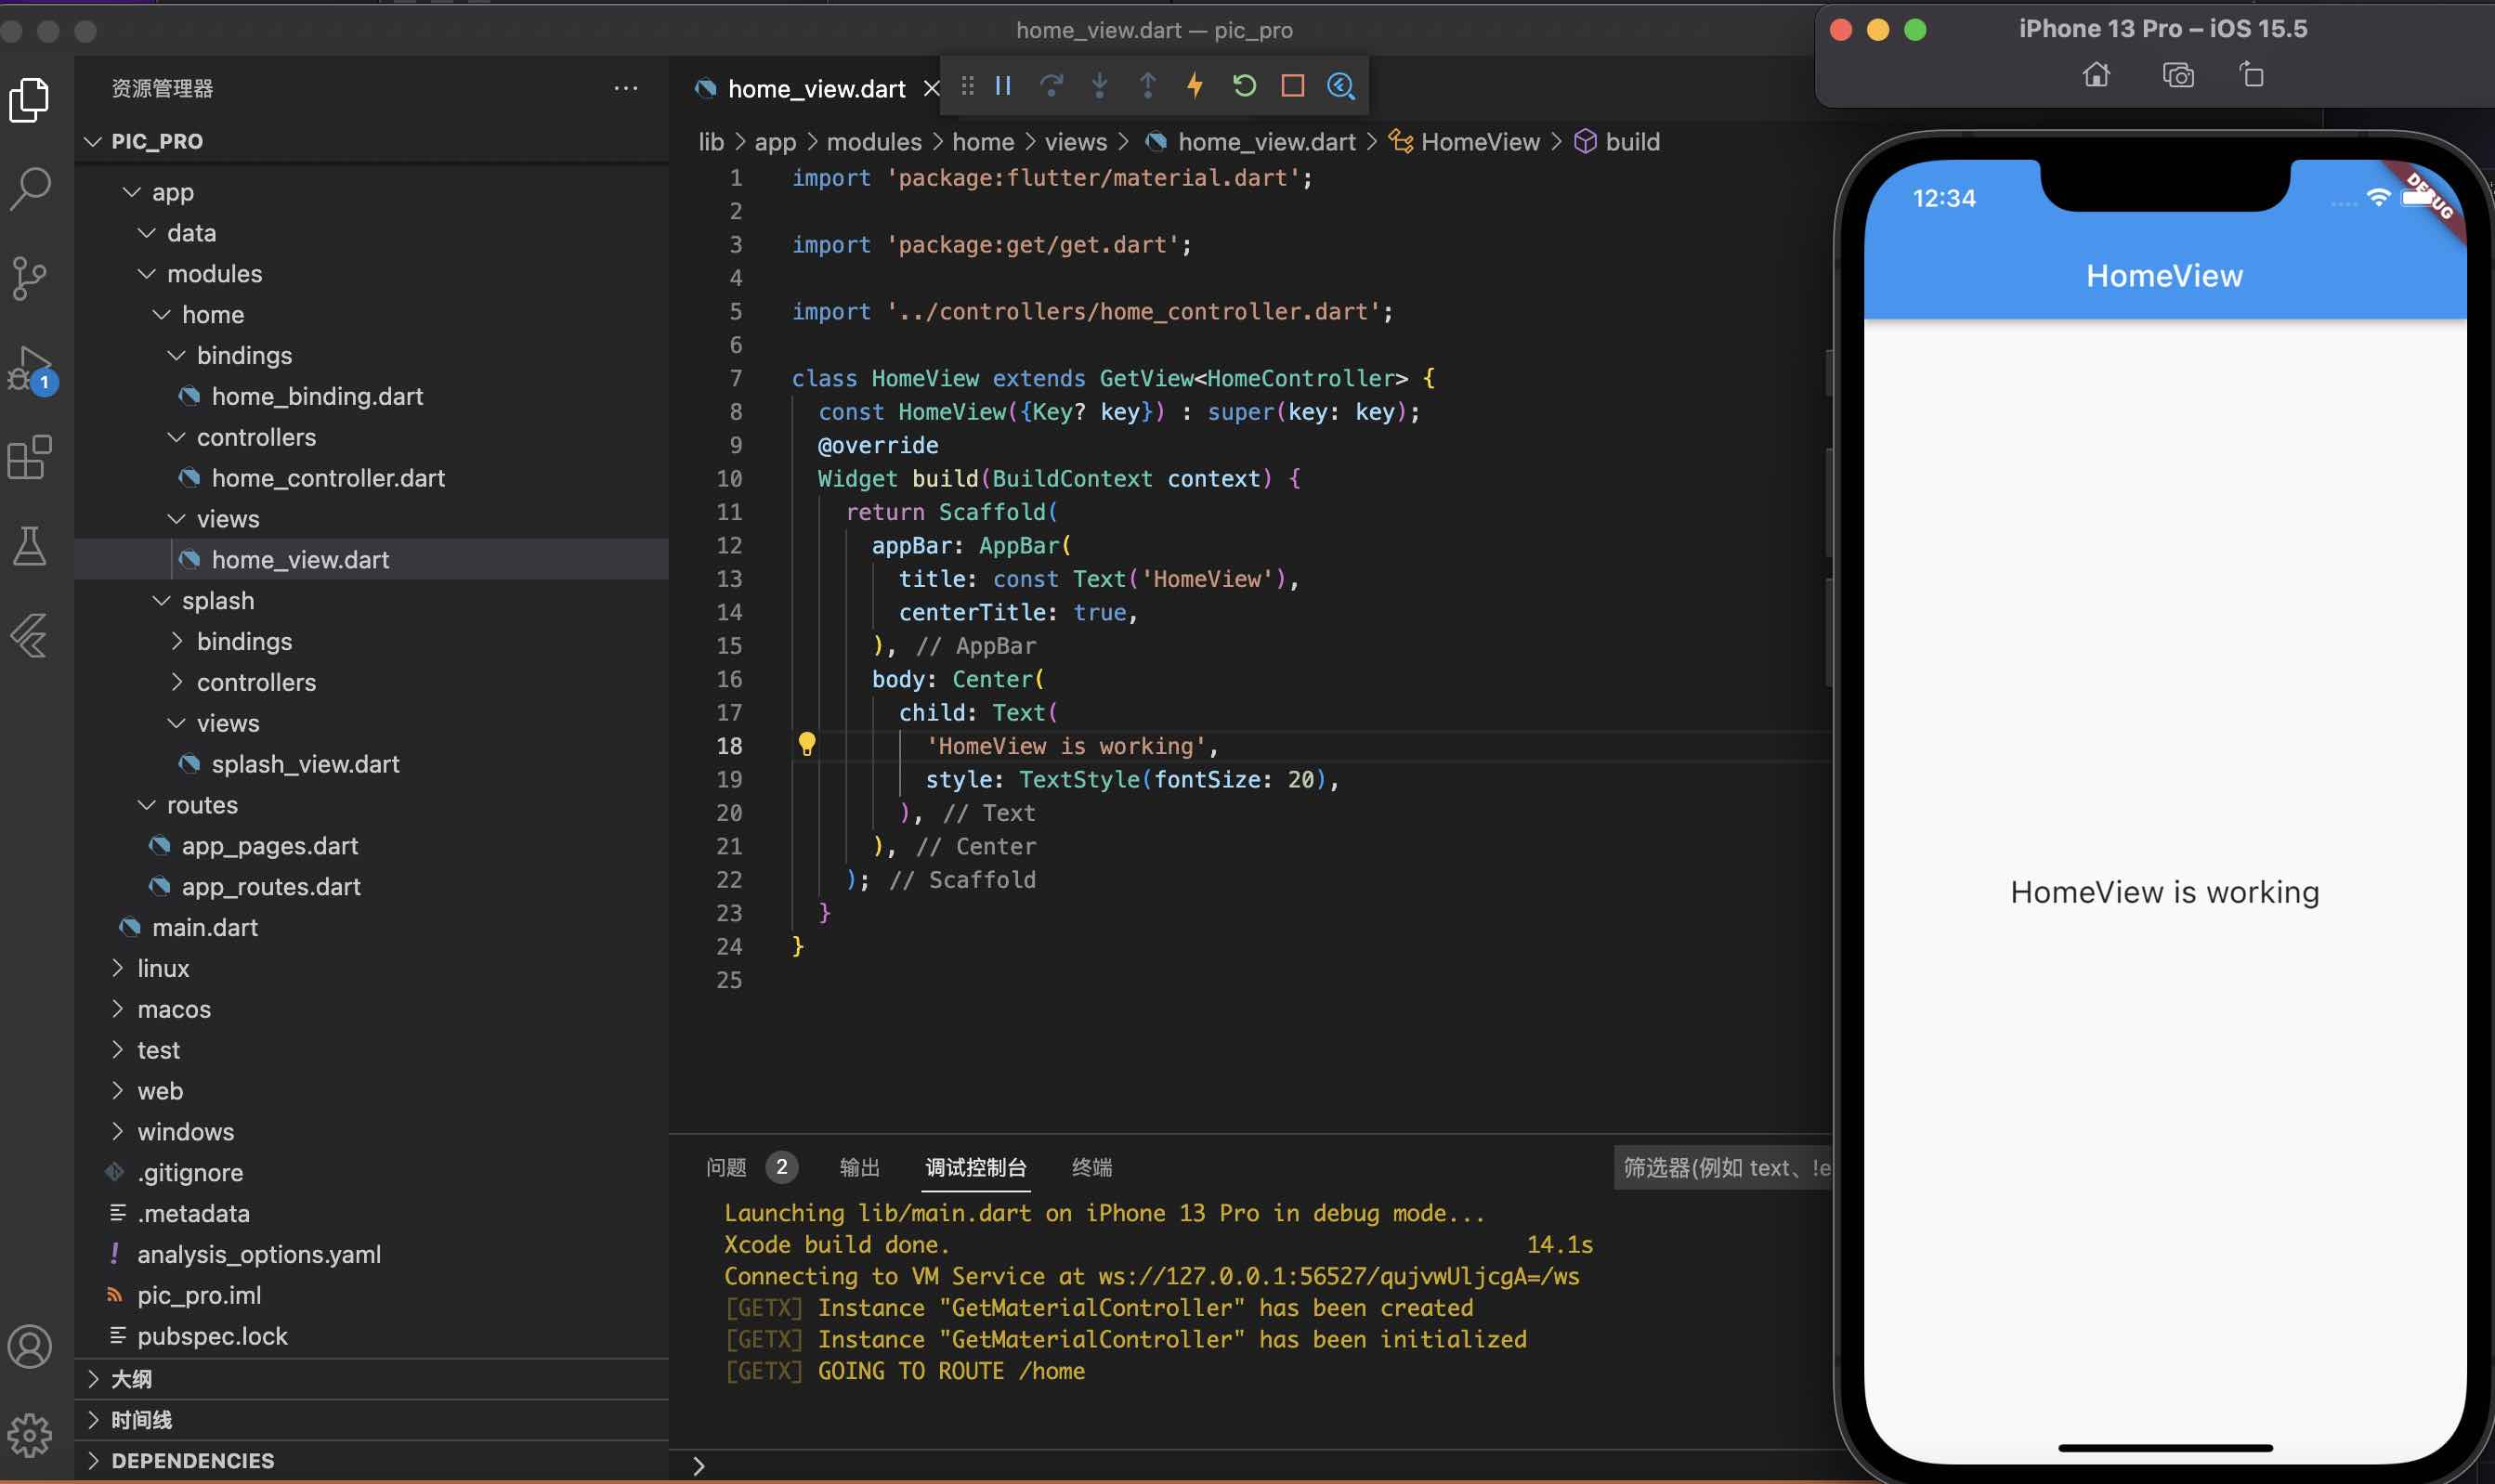 home_view.dart — pic_pro
资源管理器
PIC_PRO
app
data
modules
home
bindings
home_binding.dart
controllers
home_controller.dart
views
home_view.dart
splash
bindings
controllers
views
splash_view.dart
routes
app_pages.dart
app_routes.dart
main.dart
linux
macos
test
web
windows
.gitignore
.metadata
analysis_options.yaml
pic_pro.iml
pubspec.lock
大纲
时间线
DEPENDENCIES
1
home_view.dart
lib > app > modules > home > views > home_view.dart > HomeView > build
1 import 'package:flutter/material.dart';
2
3 import 'package:get/get.dart';
4
5 import '../controllers/home_controller.dart';
6
7 class HomeView extends GetView<HomeController> {
8 const HomeView({Key? key}) : super(key: key);
9 @override
10 Widget build(BuildContext context) {
11 return Scaffold(
12 appBar: AppBar(
13 title: const Text('HomeView'),
14 centerTitle: true,
15 ), // AppBar
16 body: Center(
17 child: Text(
18 'HomeView is working',
19 style: TextStyle(fontSize: 20),
20 ), // Text
21 ), // Center
22 ); // Scaffold
23 }
24 }
25
问题 2 输出 调试控制台 终端 筛选器(例如 text、!e
Launching lib/main.dart on iPhone 13 Pro in debug mode...
Xcode build done. 14.1s
Connecting to VM Service at ws://127.0.0.1:56527/qujvwUljcgA=/ws
[GETX] Instance "GetMaterialController" has been created
[GETX] Instance "GetMaterialController" has been initialized
[GETX] GOING TO ROUTE /home
iPhone 13 Pro – iOS 15.5
12:34
DEBUG
HomeView
HomeView is working